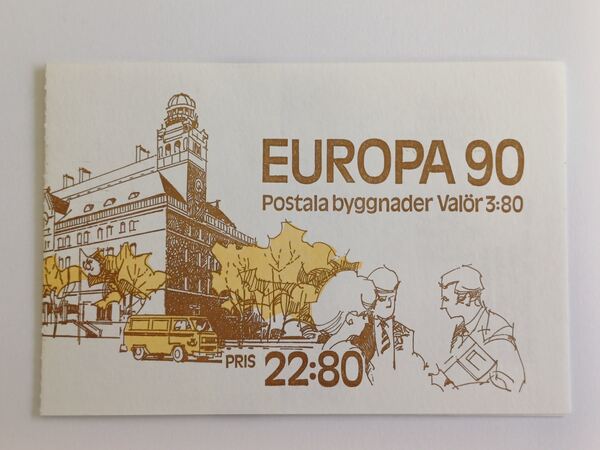 EUROPA 90
Postala byggnader Valör 3:80
PRIS 22:80